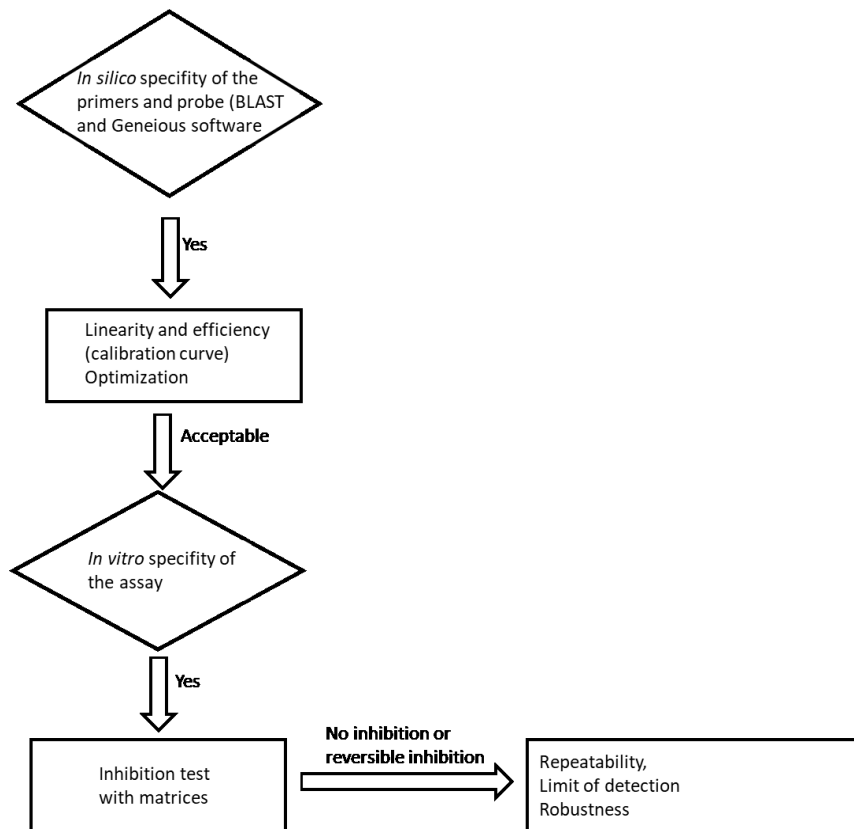 In silico specifity of the
primers and probe (BLAST
and Geneious software
Yes
Linearity and efficiency
(calibration curve)
Optimization
Acceptable
In vitro specifity of
the assay
Yes
Inhibition test
with matrices
No inhibition or
reversible inhibition
Repeatability,
Limit of detection
Robustness